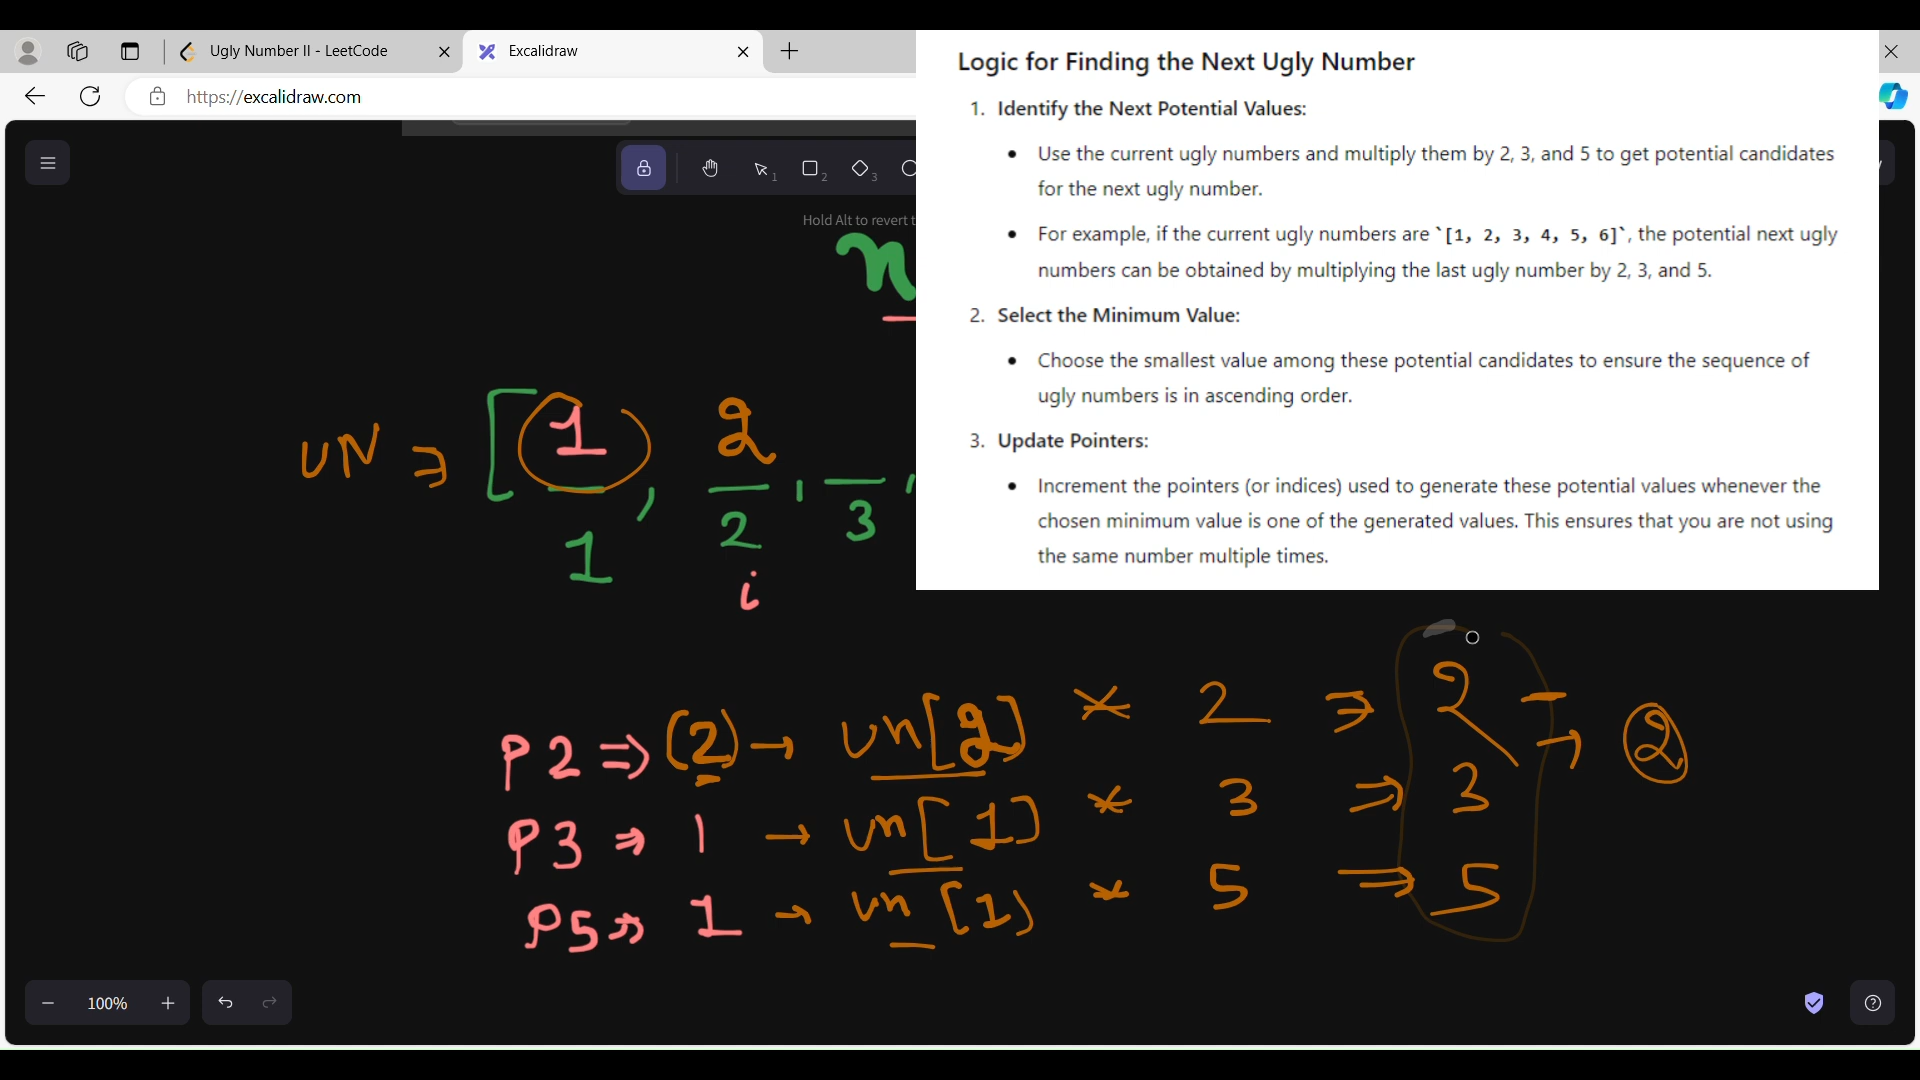 Ugly Number II - LeetCode
Excalidraw
https://excalidraw.com
Logic for Finding the Next Ugly Number
1. Identify the Next Potential Values:
• Use the current ugly numbers and multiply them by 2, 3, and 5 to get potential candidates
for the next ugly number.
• For example, if the current ugly numbers are `[1, 2, 3, 4, 5, 6]`, the potential next ugly
numbers can be obtained by multiplying the last ugly number by 2, 3, and 5.
2. Select the Minimum Value:
• Choose the smallest value among these potential candidates to ensure the sequence of
ugly numbers is in ascending order.
3. Update Pointers:
• Increment the pointers (or indices) used to generate these potential values whenever the
chosen minimum value is one of the generated values. This ensures that you are not using
the same number multiple times.
1 2 3
Hold Alt to revert t
n
UN ⇒ [ 1 , 2 , ,
1 2 3
i
P2 ⇒ (2) → un[2] * 2 ⇒ 2 → 2
P3 ⇒ 1 → un[1] * 3 ⇒ 3
P5 ⇒ 1 → un[1] * 5 ⇒ 5
100%